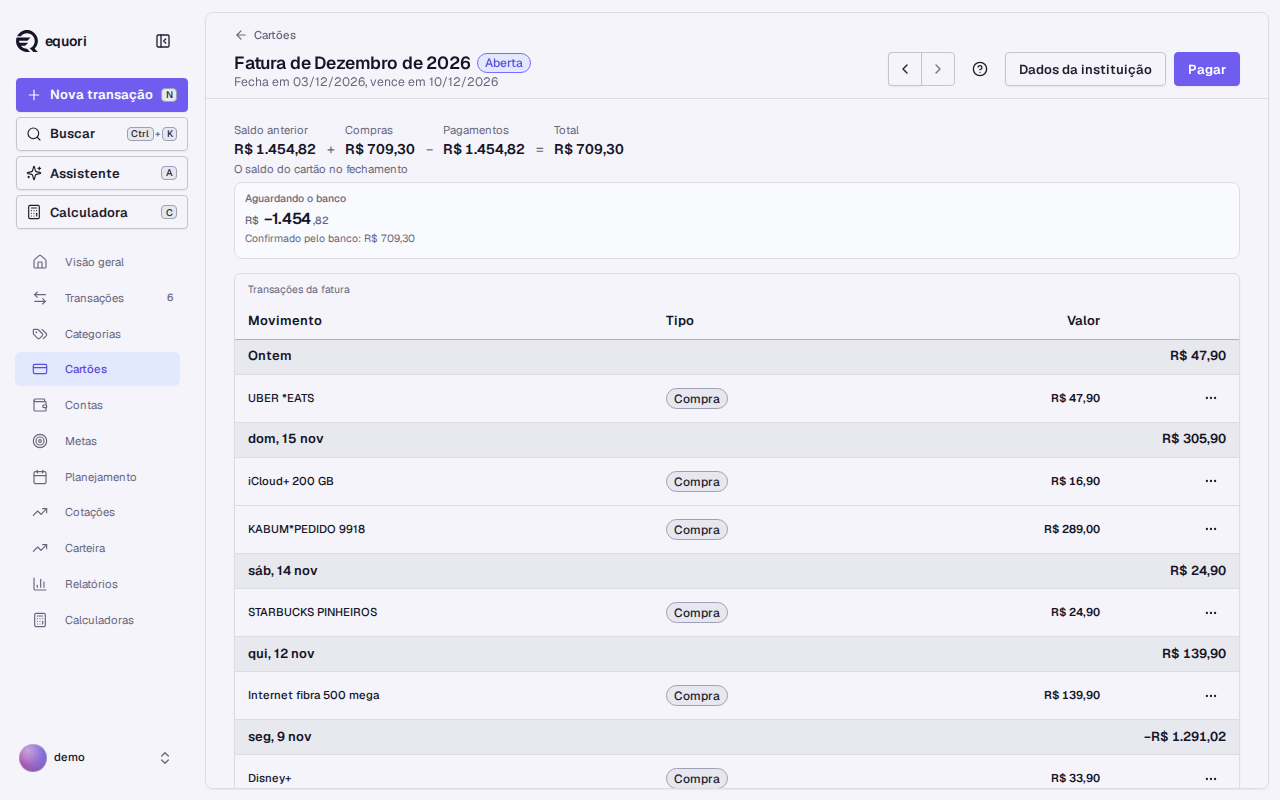 equori
Nova transação N
Buscar Ctrl + K
Assistente A
Calculadora C
Visão geral
Transações 6
Categorias
Cartões
Contas
Metas
Planejamento
Cotações
Carteira
Relatórios
Calculadoras
demo
Cartões
Fatura de Dezembro de 2026 Aberta
Fecha em 03/12/2026, vence em 10/12/2026
Dados da instituição Pagar
Saldo anterior Compras Pagamentos Total
R$ 1.454,82 + R$ 709,30 − R$ 1.454,82 = R$ 709,30
O saldo do cartão no fechamento
Aguardando o banco
R$ −1.454,82
Confirmado pelo banco: R$ 709,30
Transações da fatura
Movimento Tipo Valor
Ontem R$ 47,90
UBER *EATS Compra R$ 47,90
dom, 15 nov R$ 305,90
iCloud+ 200 GB Compra R$ 16,90
KABUM*PEDIDO 9918 Compra R$ 289,00
sáb, 14 nov R$ 24,90
STARBUCKS PINHEIROS Compra R$ 24,90
qui, 12 nov R$ 139,90
Internet fibra 500 mega Compra R$ 139,90
seg, 9 nov −R$ 1.291,02
Disney+ Compra R$ 33,90